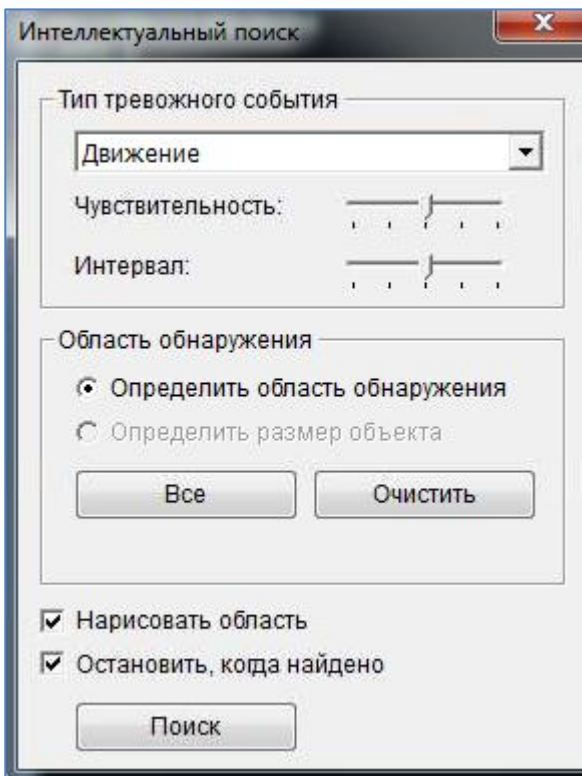 Интеллектуальный поиск
Тип тревожного события
Движение
Чувствительность:
Интервал:
Область обнаружения
Определить область обнаружения
Определить размер объекта
Все Очистить
Нарисовать область
Остановить, когда найдено
Поиск